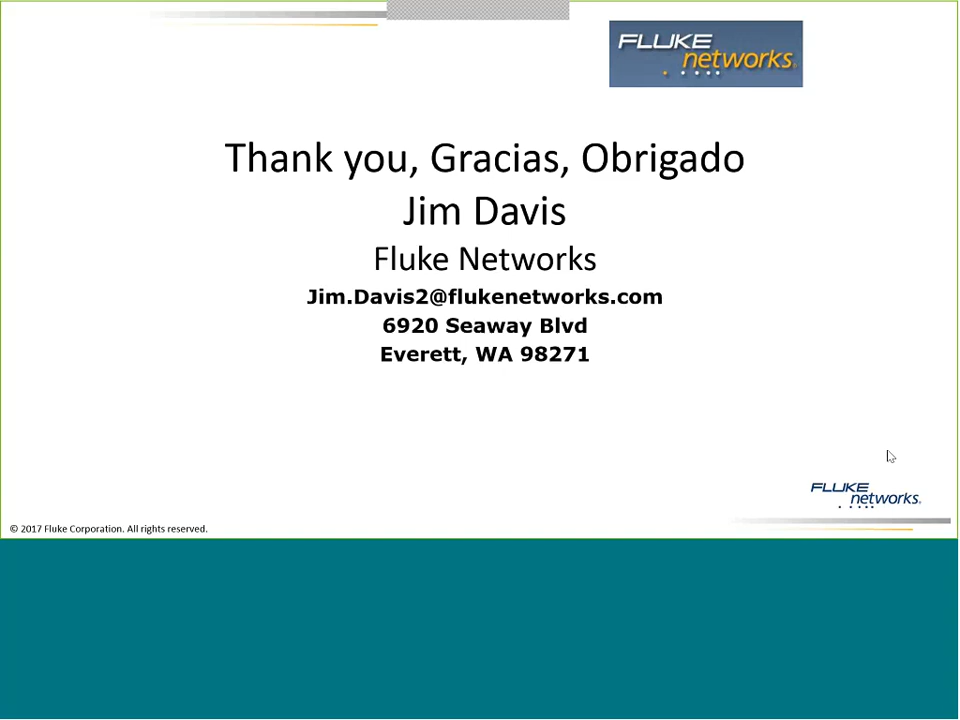 FLUKE
networks®
Thank you, Gracias, Obrigado
Jim Davis
Fluke Networks
Jim.Davis2@flukenetworks.com
6920 Seaway Blvd
Everett, WA 98271
FLUKE
networks®
© 2017 Fluke Corporation. All rights reserved.